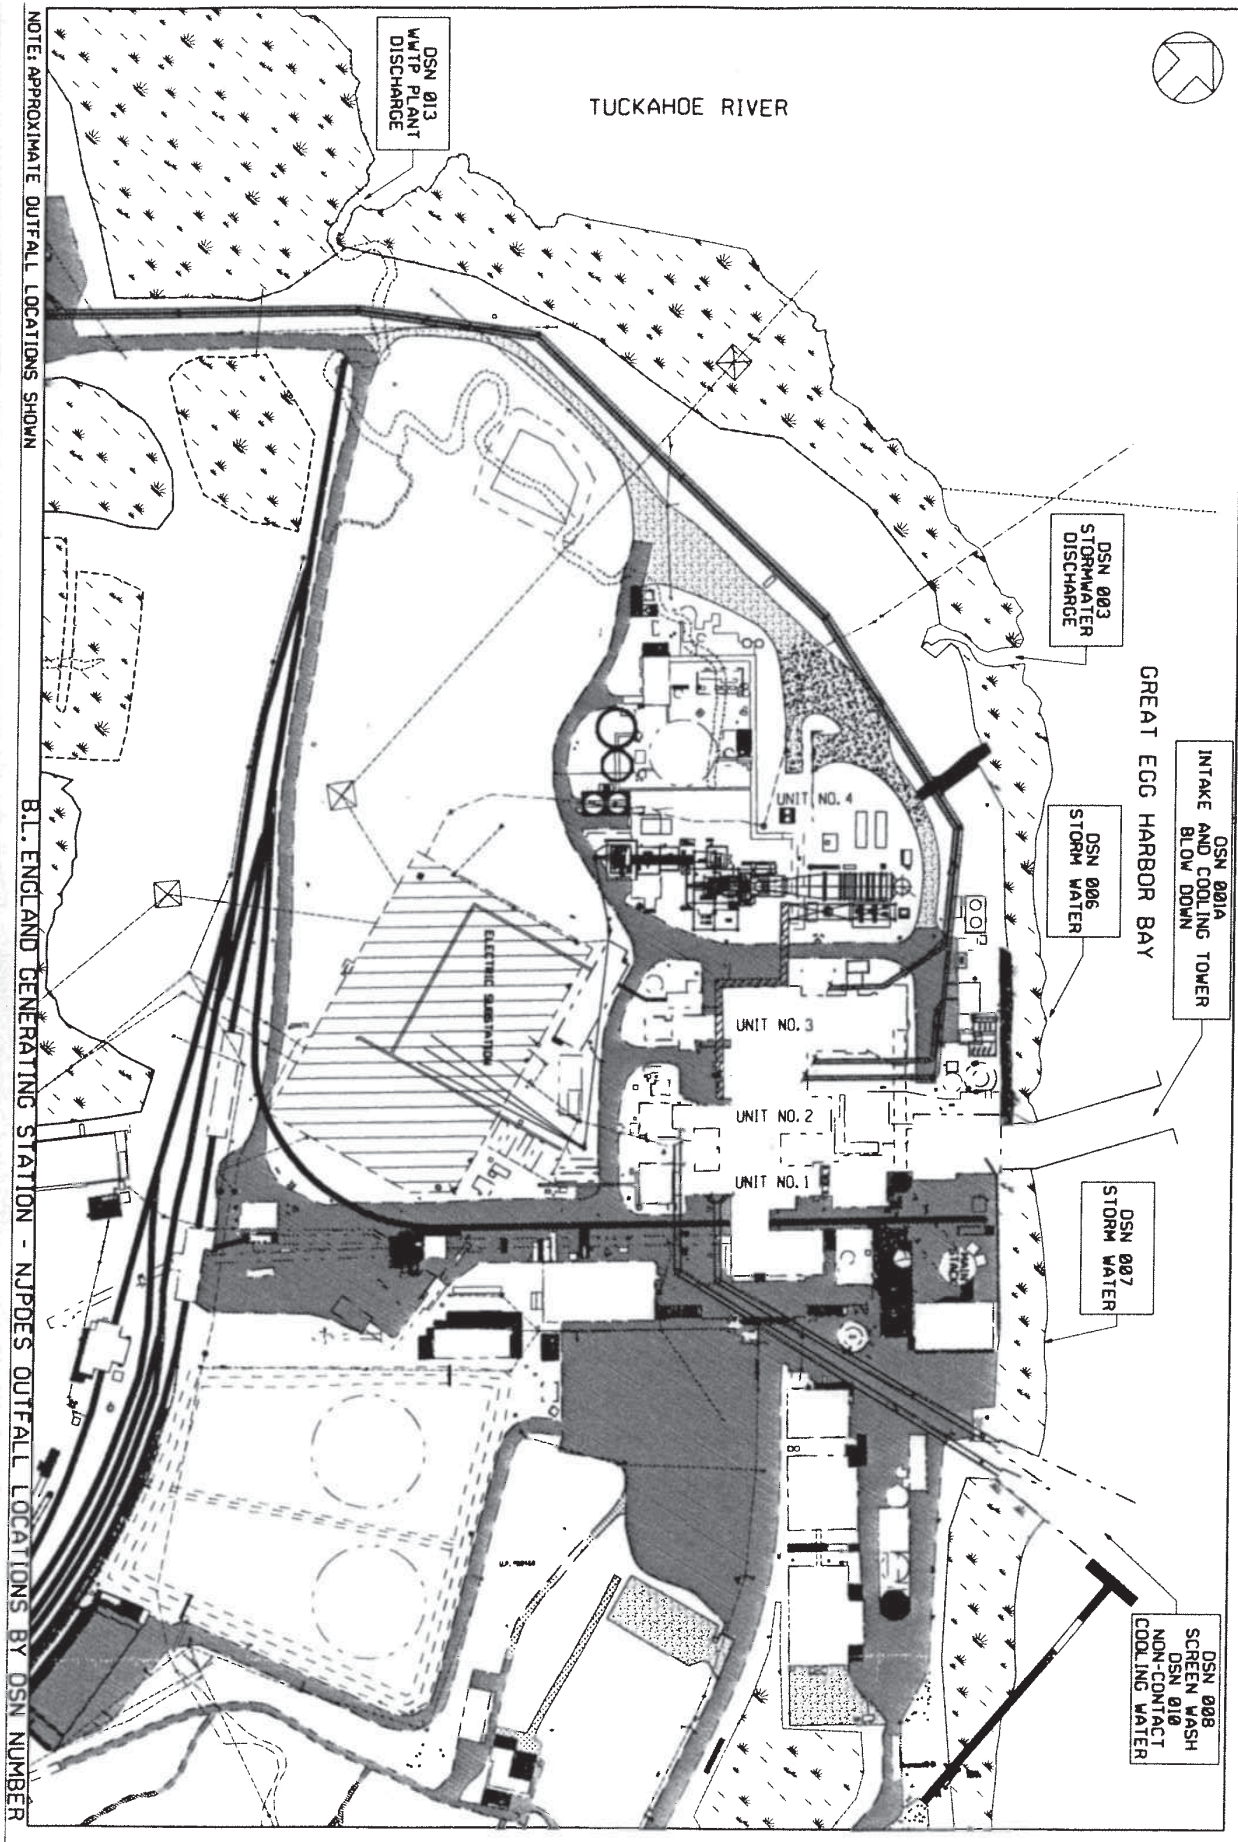 TUCKAHOE RIVER
DSN 013
WWTP PLANT
DISCHARGE
DSN 003
STORMWATER
DISCHARGE
GREAT EGG HARBOR BAY
DSN 001A
INTAKE AND COOLING TOWER
BLOW DOWN
DSN 006
STORM WATER
DSN 007
STORM WATER
DSN 008
SCREEN WASH
DSN 010
NON-CONTACT
COOLING WATER
UNIT NO. 4
UNIT NO. 3
UNIT NO. 2
UNIT NO. 1
MAIN
STACK
ELECTRIC SUBSTATION
NOTE: APPROXIMATE OUTFALL LOCATIONS SHOWN
B.L. ENGLAND GENERATING STATION - NJPDES OUTFALL LOCATIONS BY DSN NUMBER